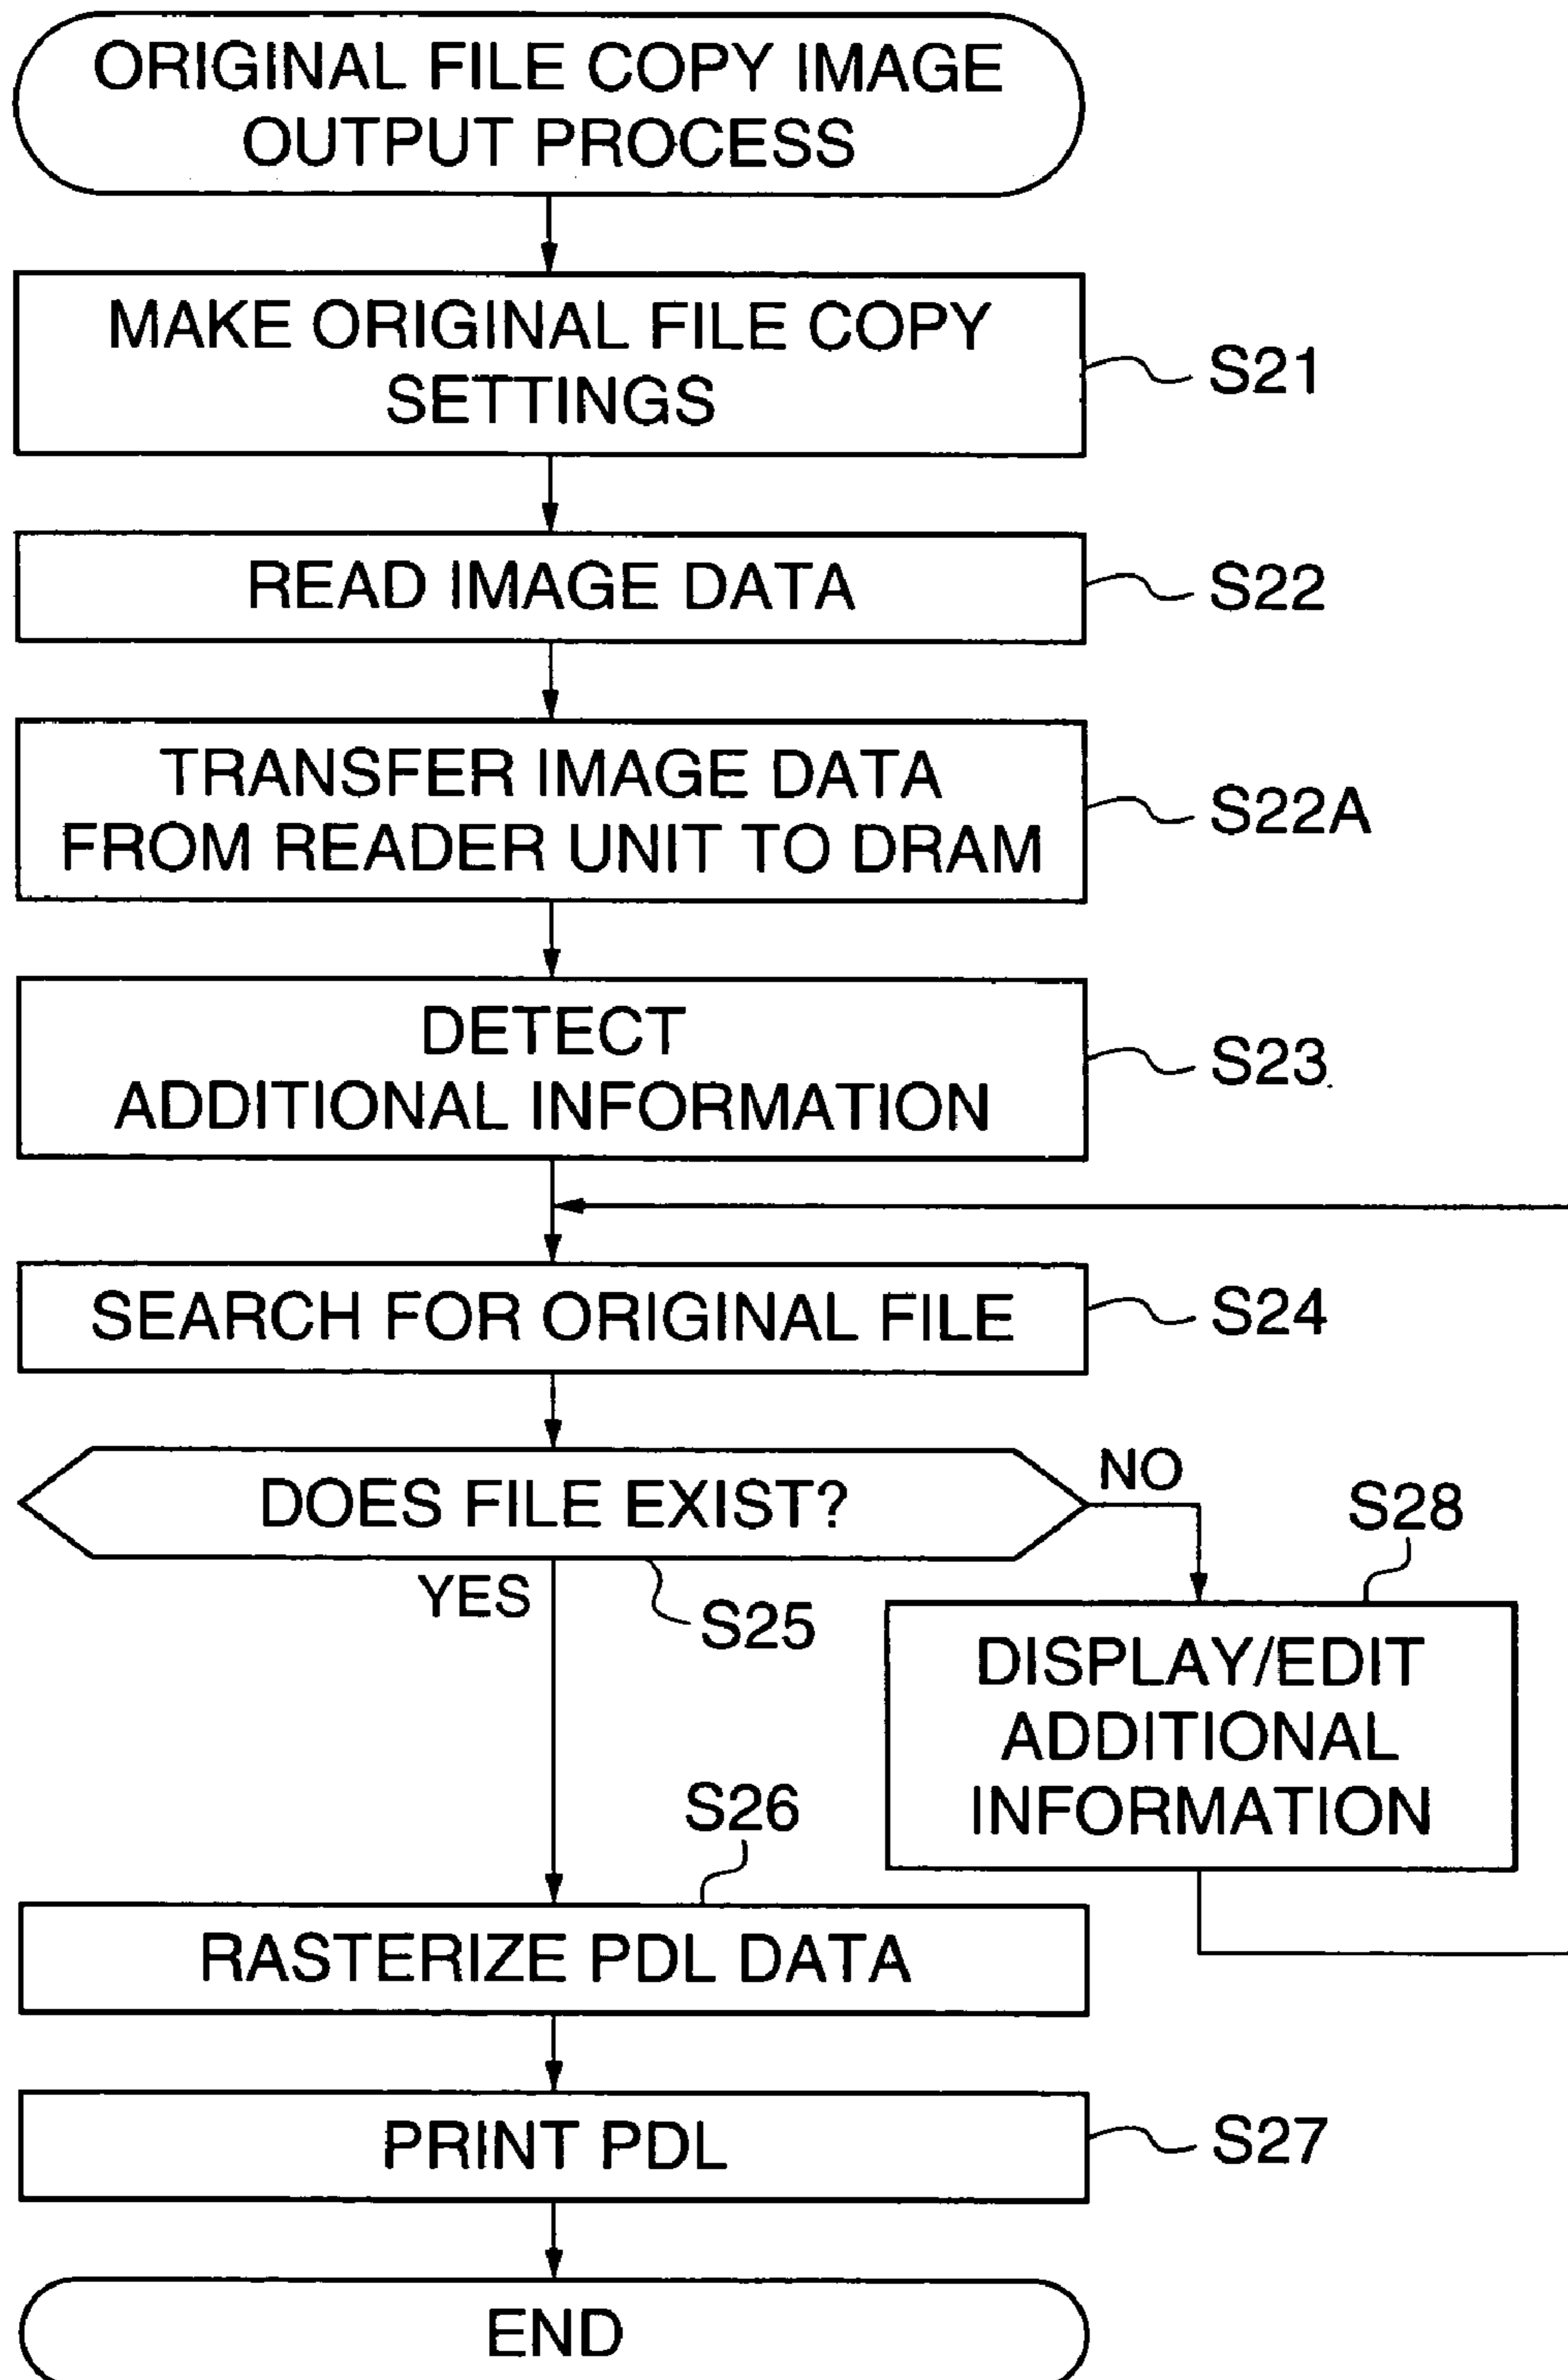 ORIGINAL FILE COPY IMAGE
OUTPUT PROCESS
MAKE ORIGINAL FILE COPY
SETTINGS
S21
READ IMAGE DATA
S22
TRANSFER IMAGE DATA
FROM READER UNIT TO DRAM
S22A
DETECT
ADDITIONAL INFORMATION
S23
SEARCH FOR ORIGINAL FILE
S24
DOES FILE EXIST?
NO
YES
S25
S28
DISPLAY/EDIT
ADDITIONAL
INFORMATION
S26
RASTERIZE PDL DATA
PRINT PDL
S27
END